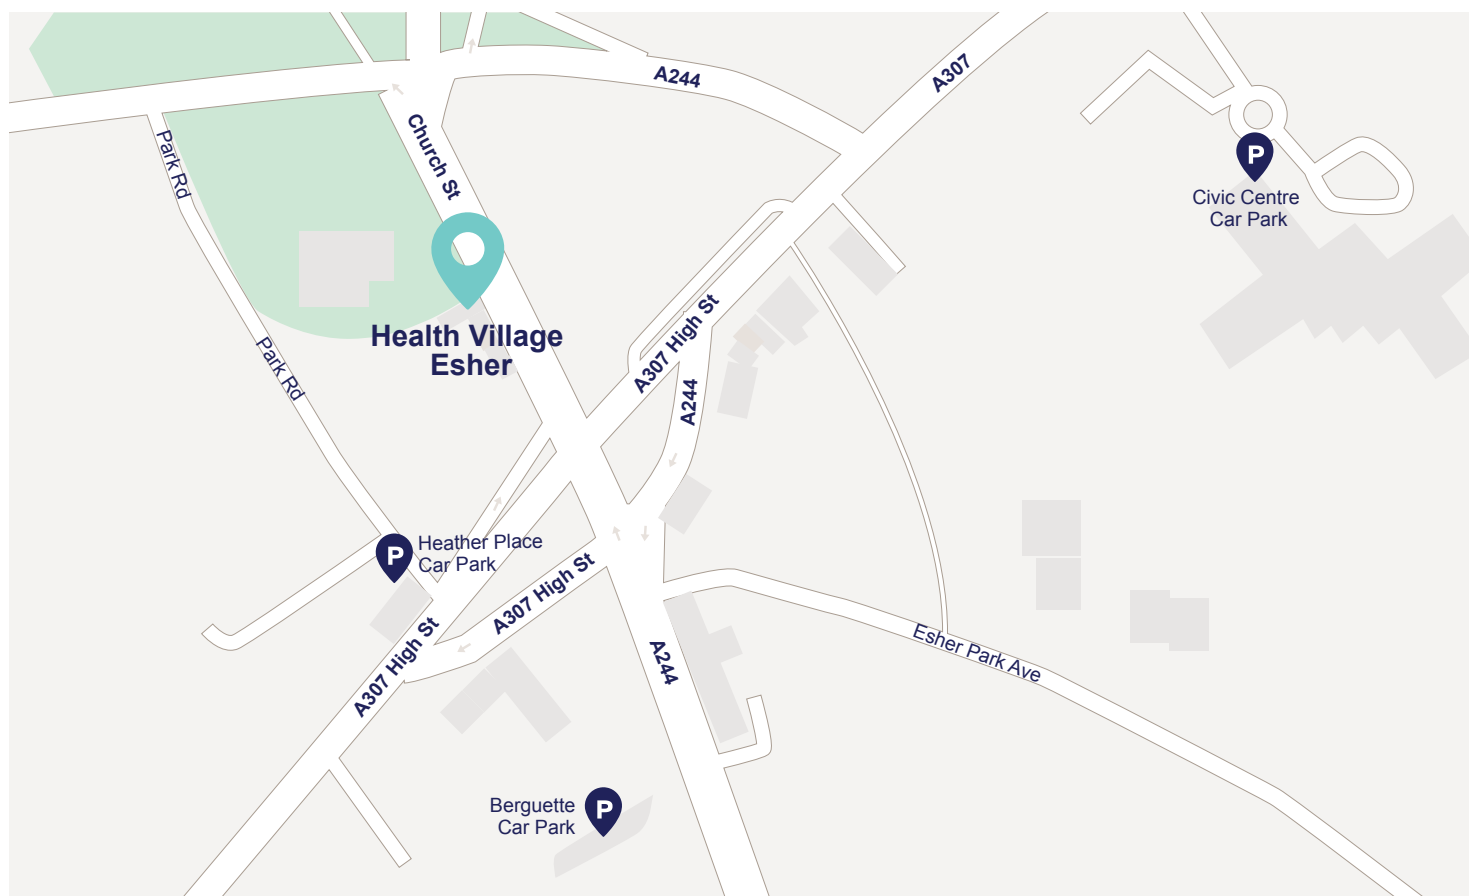 A307
A244
Church St
Park Rd
P
Civic Centre
Car Park
Health Village
Esher
A307 High St
Park Rd
A244
P
Heather Place
Car Park
A307 High St
A307 High St
A244
Esher Park Ave
P
Berguette
Car Park